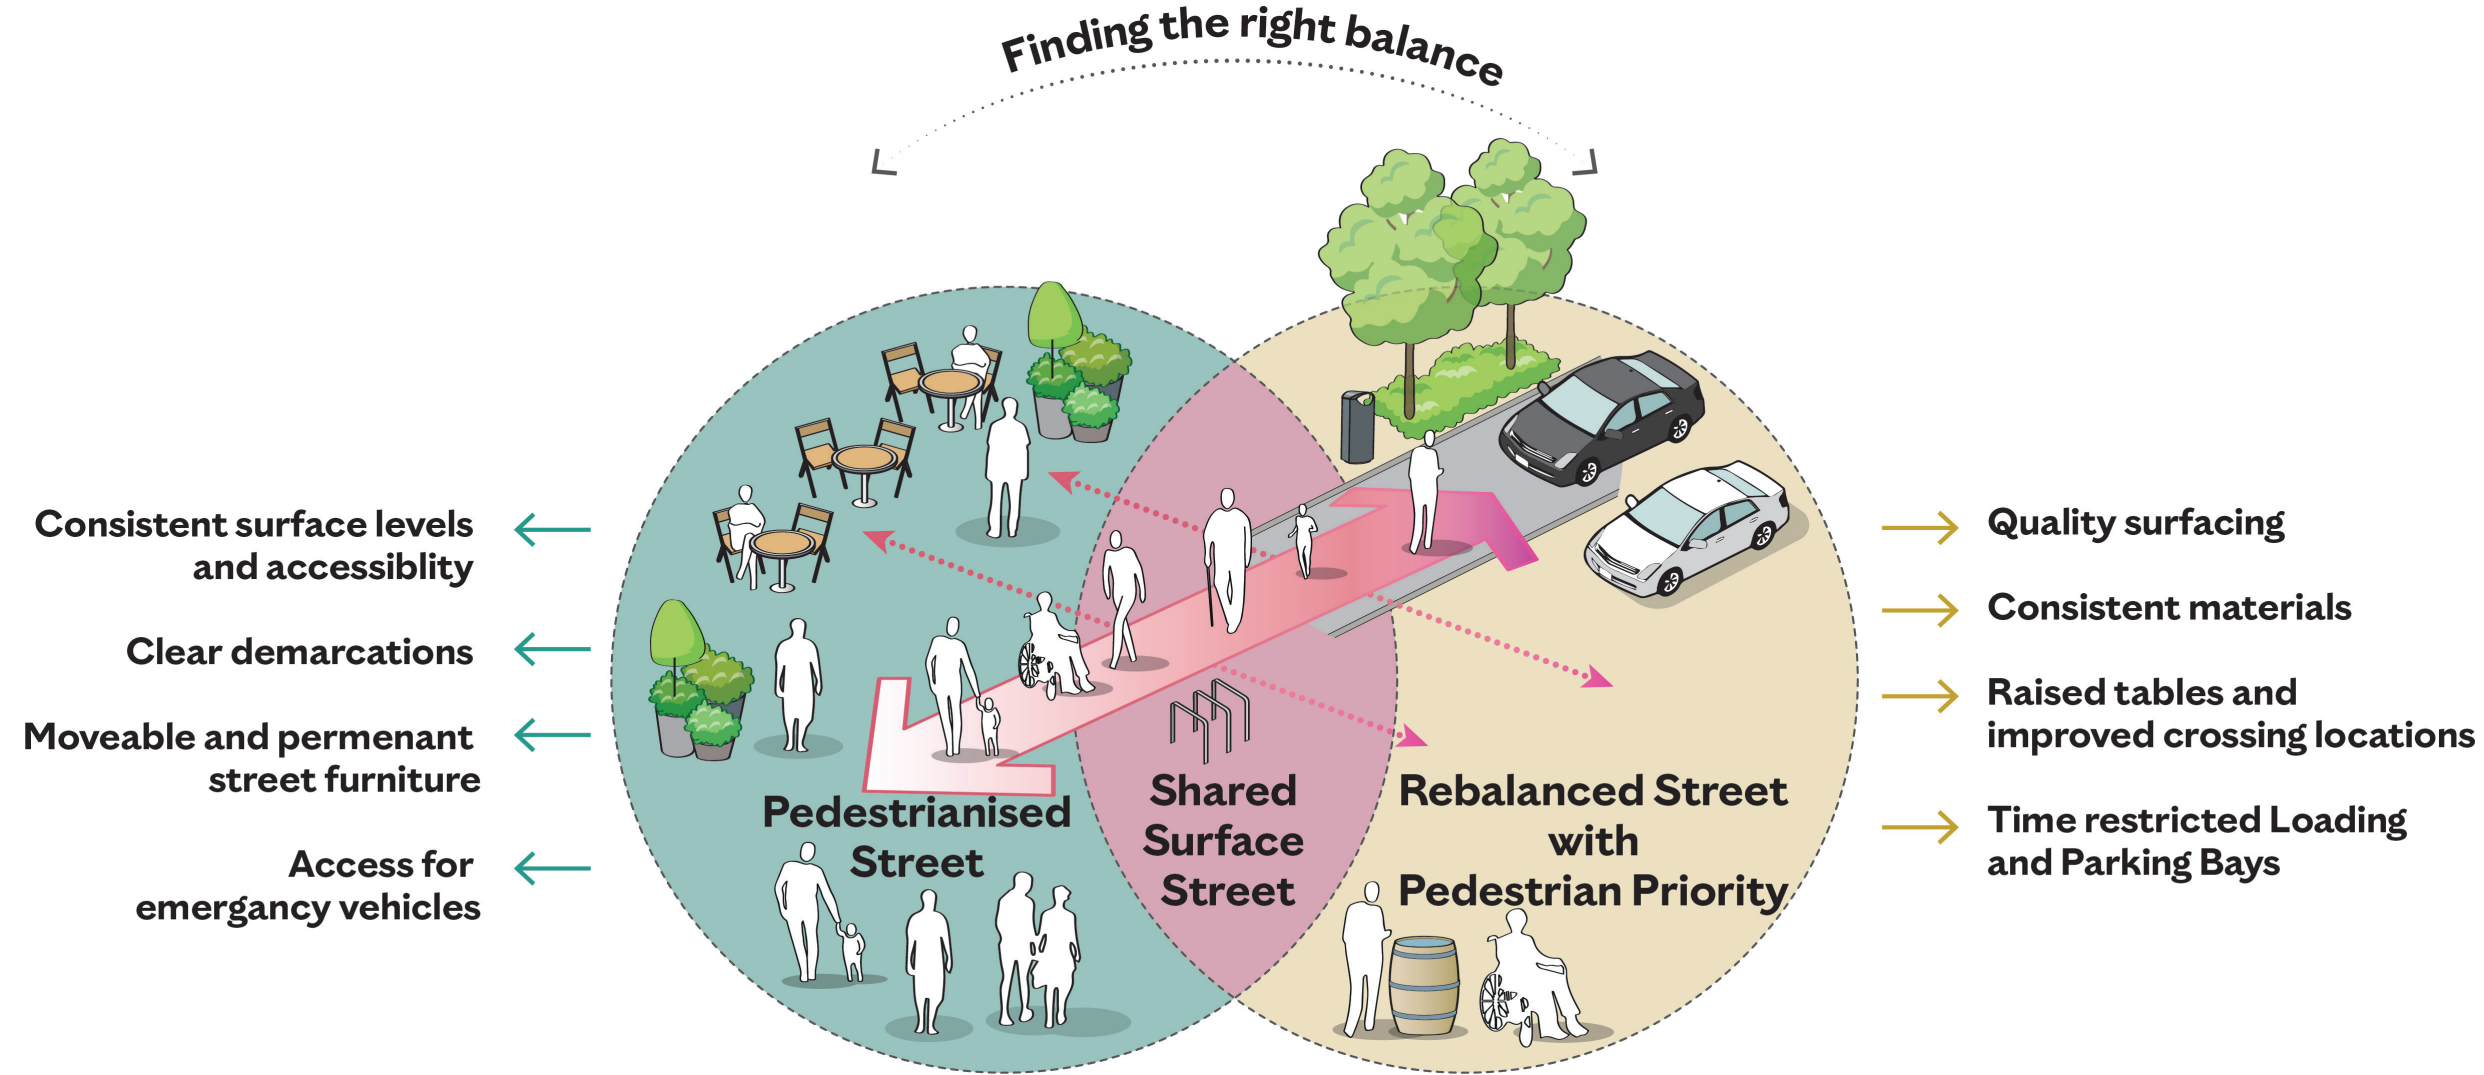 Finding the right balance
Consistent surface levels
and accessiblity
Clear demarcations
Moveable and permenant
street furniture
Access for
emergancy vehicles
Pedestrianised
Street
Shared
Surface
Street
Rebalanced Street
with
Pedestrian Priority
Quality surfacing
Consistent materials
Raised tables and
improved crossing locations
Time restricted Loading
and Parking Bays